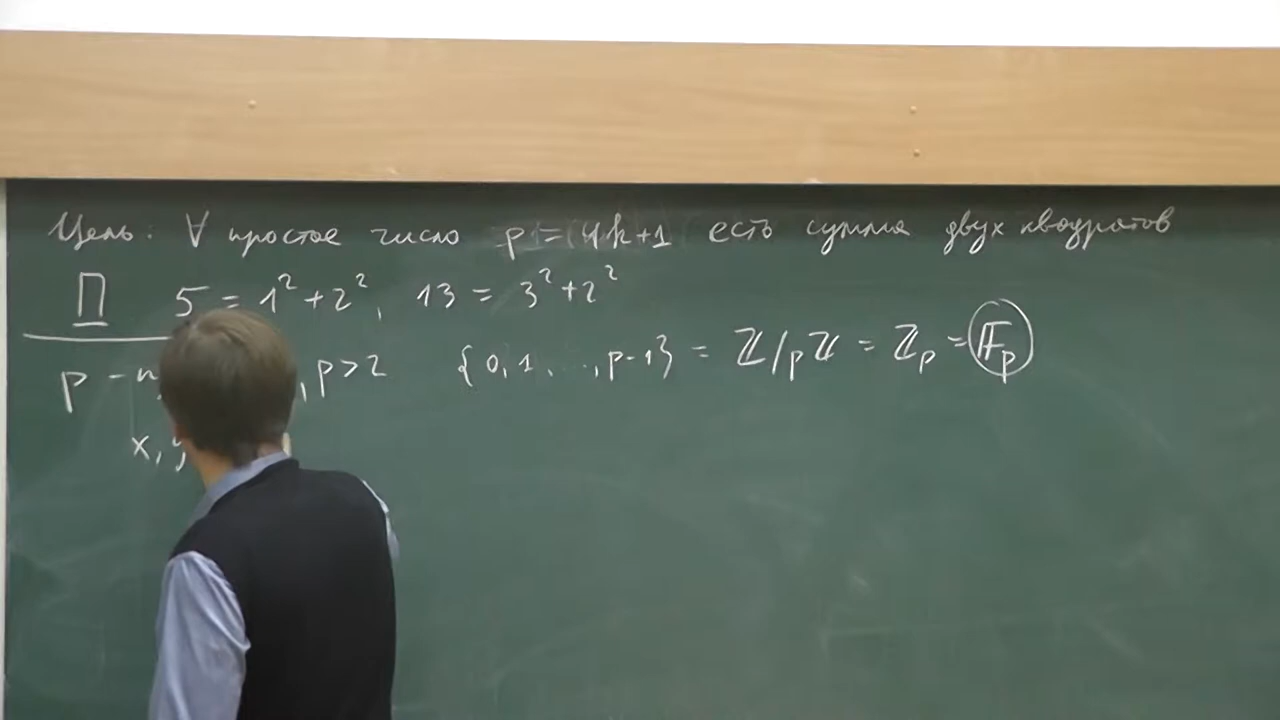 Цель: ∀ простое число p = (4k+1 есть сумма двух квадратов
П 5 = 1² + 2², 13 = 3² + 2²
p - , p > 2 {0, 1, ..., p-1} = ℤ/pℤ = ℤₚ = 𝔽ₚ
x, y